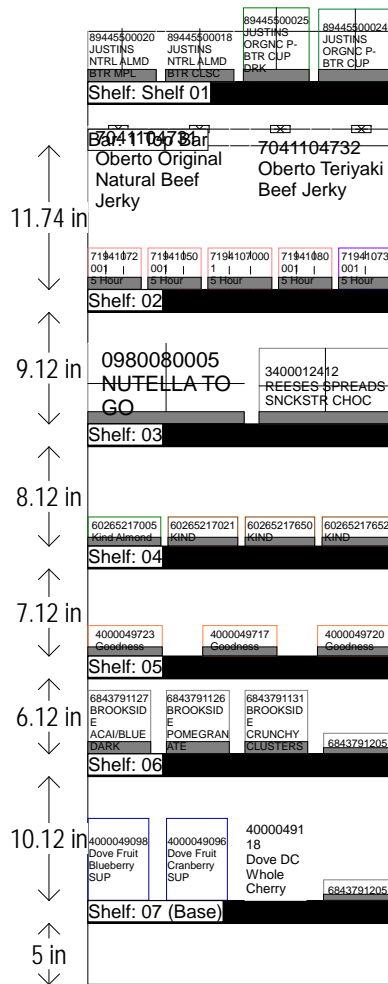 89445500020
JUSTINS
NTRL ALMD
BTR MPL
89445500018
JUSTINS
NTRL ALMD
BTR CLSC
89445500025
JUSTINS
ORGNC P-
BTR CUP
DRK
89445500024
JUSTINS
ORGNC P-
BTR CUP
Shelf: Shelf 01
Bar: 1 Top Bar
7041104731
Oberto Original
Natural Beef
Jerky
7041104732
Oberto Teriyaki
Beef Jerky
11.74 in
71941072
001
5 Hour
71941050
001
5 Hour
7194107000
1
5 Hour
71941080
001
5 Hour
71941073
001
5 Hour
Shelf: 02
9.12 in
0980080005
NUTELLA TO
GO
3400012412
REESES SPREADS
SNCKSTR CHOC
Shelf: 03
8.12 in
60265217005
Kind Almond
60265217021
KIND
60265217650
KIND
60265217652
KIND
Shelf: 04
7.12 in
4000049723
Goodness
4000049717
Goodness
4000049720
Goodness
Shelf: 05
6.12 in
6843791127
BROOKSID
E
ACAI/BLUE
DARK
6843791126
BROOKSID
E
POMEGRAN
ATE
6843791131
BROOKSID
E
CRUNCHY
CLUSTERS
6843791205
Shelf: 06
10.12 in
4000049098
Dove Fruit
Blueberry
SUP
4000049096
Dove Fruit
Cranberry
SUP
40000491
18
Dove DC
Whole
Cherry
6843791205
Shelf: 07 (Base)
5 in